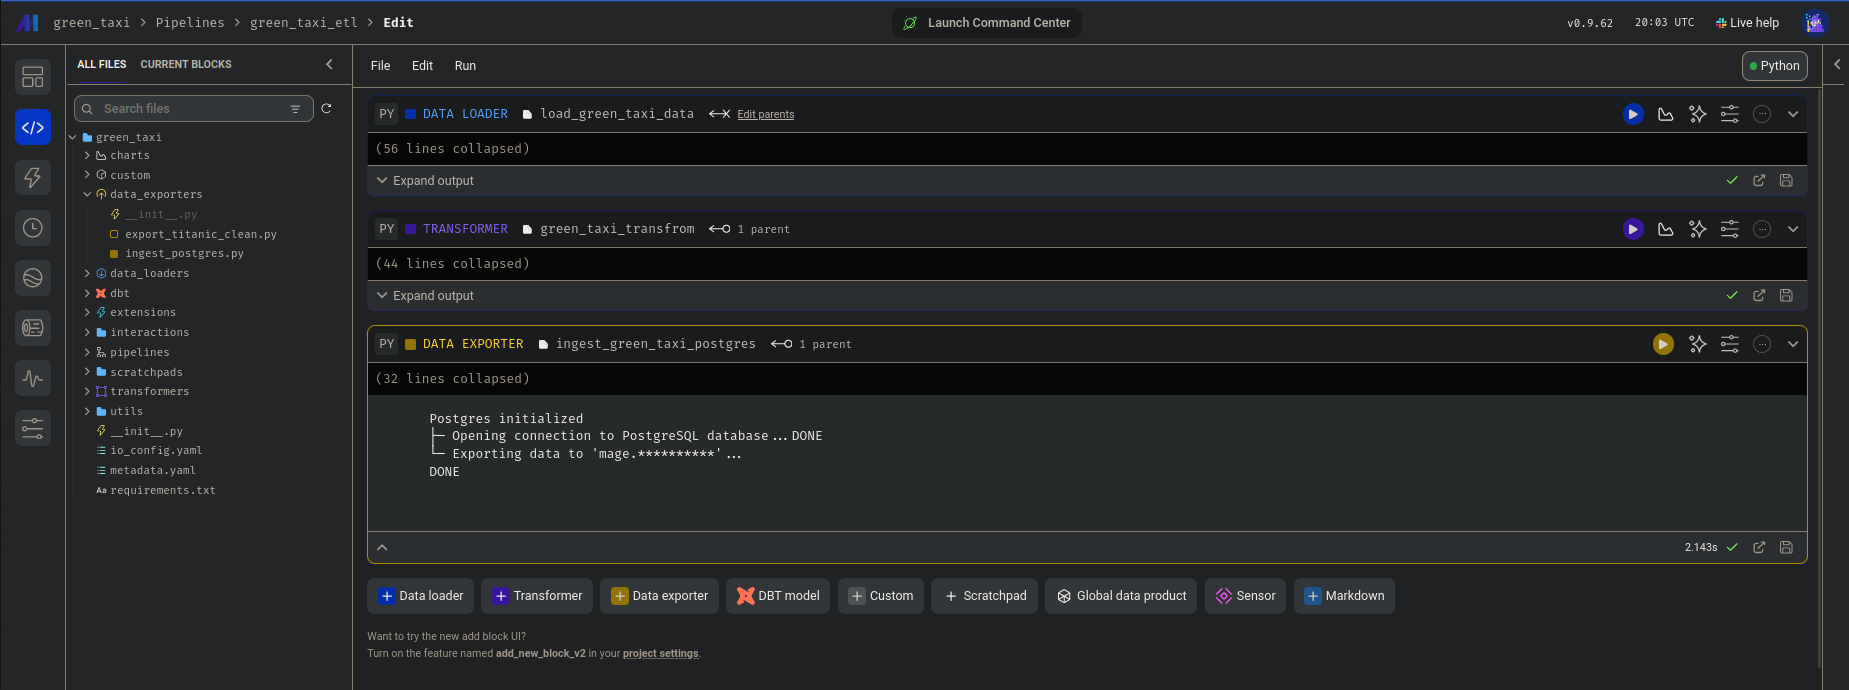 green_taxi > Pipelines > green_taxi_etl > Edit
Launch Command Center
v0.9.62
20:03 UTC
Live help
ALL FILES
CURRENT BLOCKS
File
Edit
Run
Python
Search files
green_taxi
charts
custom
data_exporters
__init__.py
export_titanic_clean.py
ingest_postgres.py
data_loaders
dbt
extensions
interactions
pipelines
scratchpads
transformers
utils
__init__.py
io_config.yaml
metadata.yaml
Aa requirements.txt
PY DATA LOADER load_green_taxi_data Edit parents
(56 lines collapsed)
Expand output
PY TRANSFORMER green_taxi_transfrom 1 parent
(44 lines collapsed)
Expand output
PY DATA EXPORTER ingest_green_taxi_postgres 1 parent
(32 lines collapsed)
Postgres initialized
├─ Opening connection to PostgreSQL database...DONE
└─ Exporting data to 'mage.**********'...
DONE
2.143s
Data loader
Transformer
Data exporter
DBT model
Custom
Scratchpad
Global data product
Sensor
Markdown
Want to try the new add block UI?
Turn on the feature named add_new_block_v2 in your project settings.